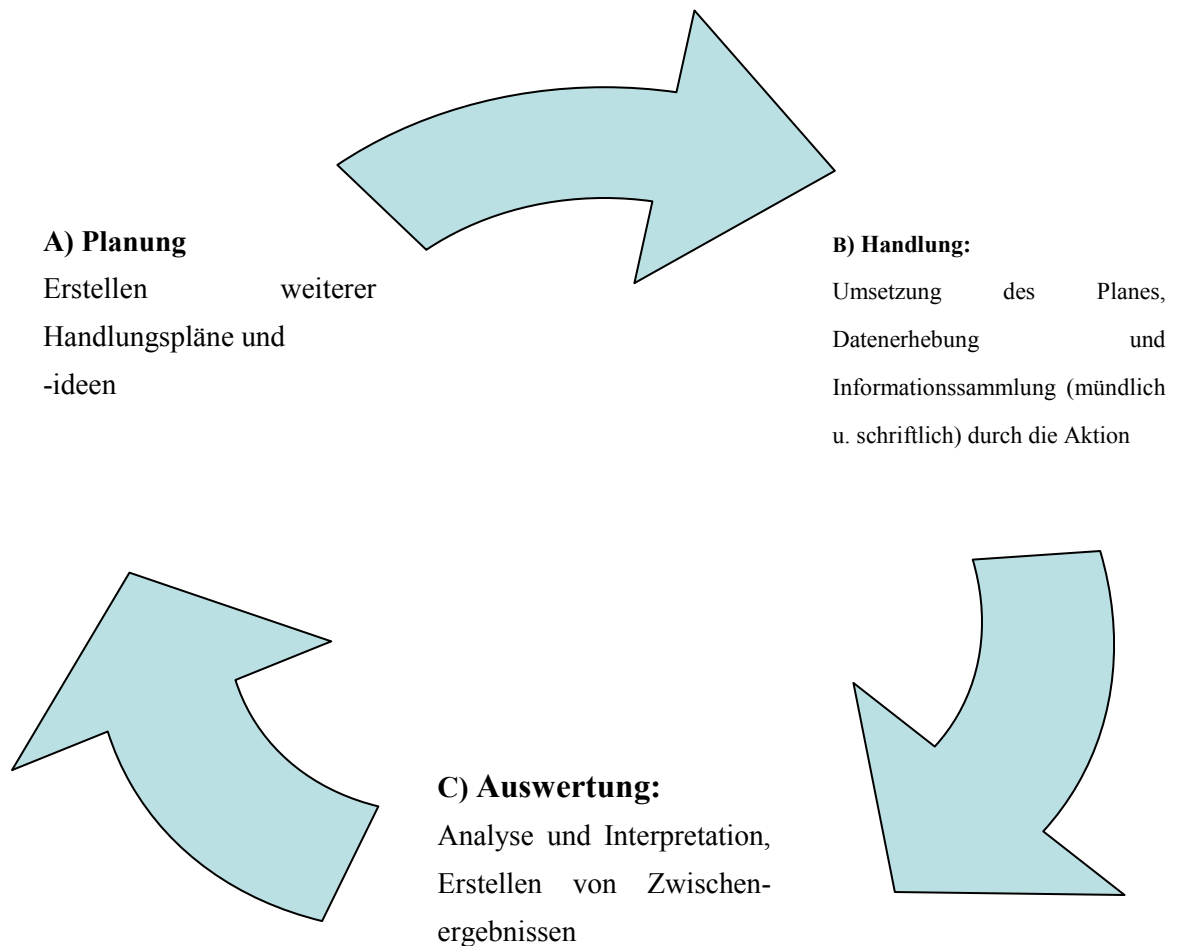 A) Planung
Erstellen weiterer
Handlungspläne und
-ideen
B) Handlung:
Umsetzung des Planes,
Datenerhebung und
Informationssammlung (mündlich
u. schriftlich) durch die Aktion
C) Auswertung:
Analyse und Interpretation,
Erstellen von Zwischen-
ergebnissen